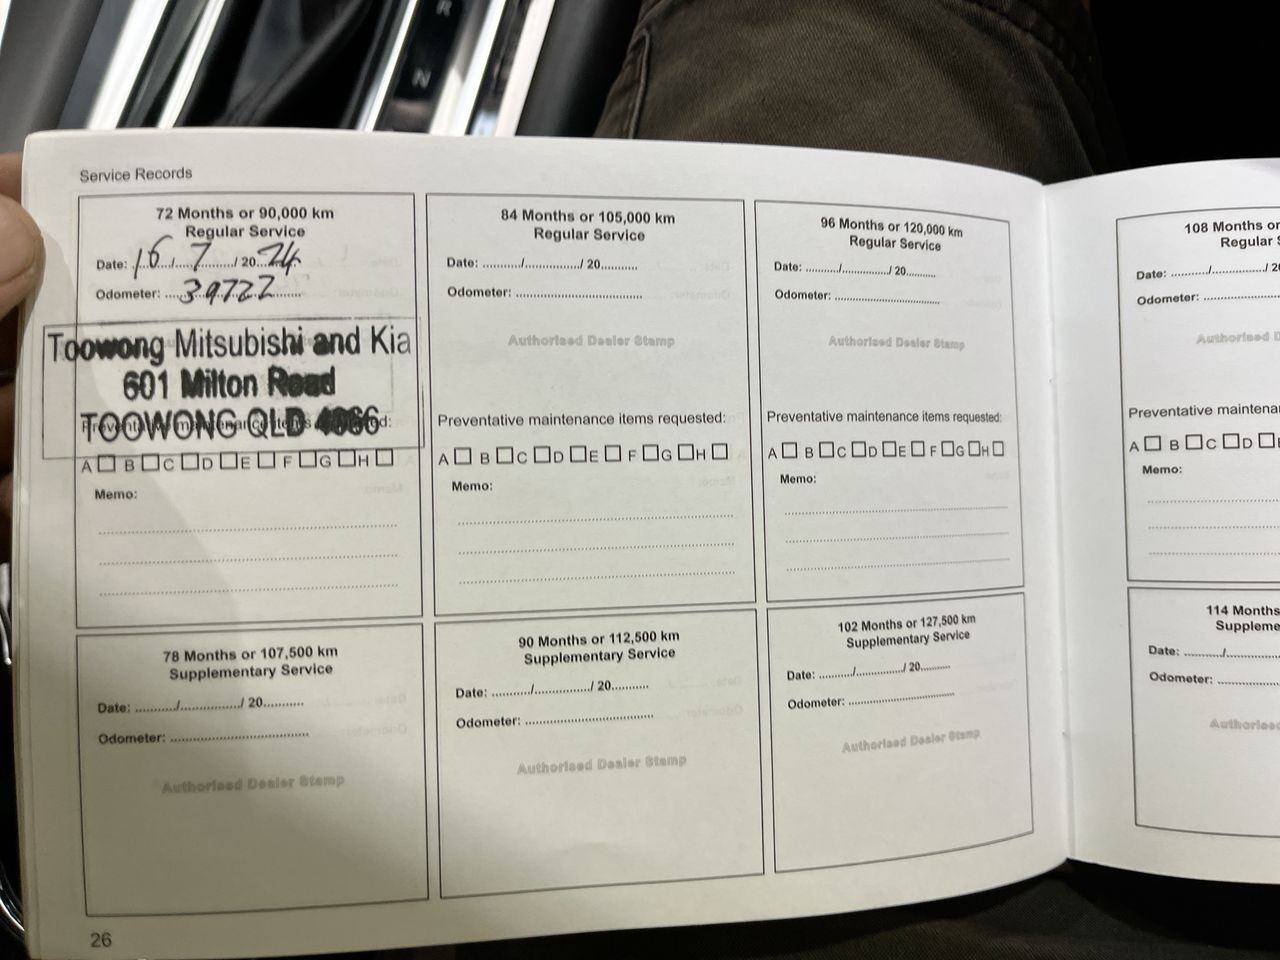 R
N
Service Records
72 Months or 90,000 km
Regular Service
Date: 16/7/2024
Odometer: 39722
Toowong Mitsubishi and Kia
601 Milton Road
TOOWONG QLD 4066
A B C D E F G H
Memo:
84 Months or 105,000 km
Regular Service
Date: ........../................/ 20..........
Odometer: ....................................
Authorised Dealer Stamp
Preventative maintenance items requested:
A B C D E F G H
Memo:
96 Months or 120,000 km
Regular Service
Date: ........../............../ 20..........
Odometer: ..............................
Authorised Dealer Stamp
Preventative maintenance items requested:
A B C D E F G H
Memo:
108 Months or
Regular
Date: ........../............../ 20
Odometer: ....................
Authorised D
Preventative maintenan
A B C D E
Memo:
78 Months or 107,500 km
Supplementary Service
Date: ........../................/ 20..........
Odometer: ....................................
Authorised Dealer Stamp
90 Months or 112,500 km
Supplementary Service
Date: ........../................/ 20..........
Odometer: ....................................
Authorised Dealer Stamp
102 Months or 127,500 km
Supplementary Service
Date: ........../............../ 20..........
Odometer: ..............................
Authorised Dealer Stamp
114 Months
Suppleme
Date: ........../..............
Odometer: ....................
Authorised
26